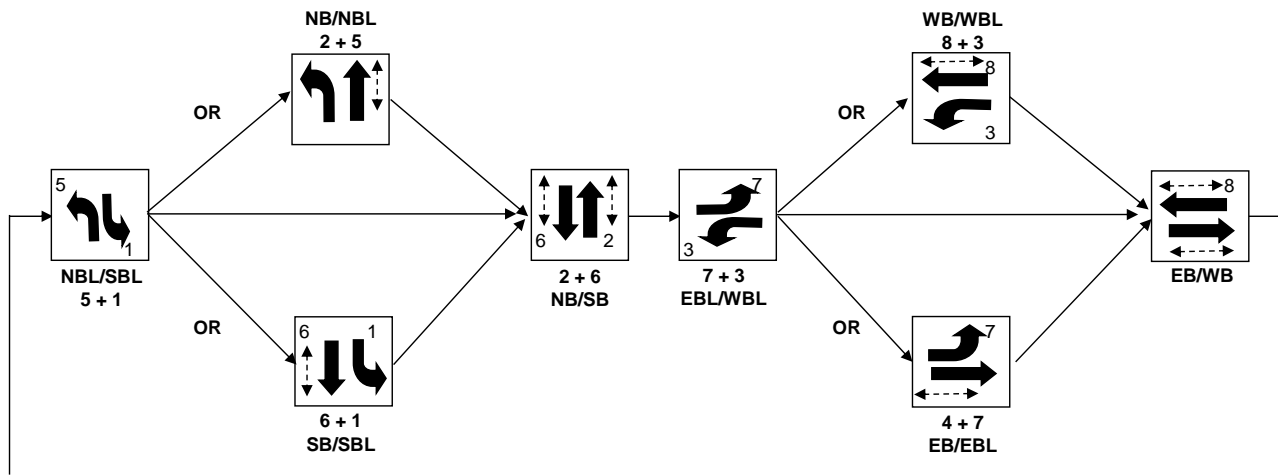 NB/NBL
2 + 5
OR
5
1
NBL/SBL
5 + 1
OR
6
1
6 + 1
SB/SBL
6
2
2 + 6
NB/SB
7
3
7 + 3
EBL/WBL
WB/WBL
8 + 3
8
3
OR
OR
7
4 + 7
EB/EBL
8
EB/WB